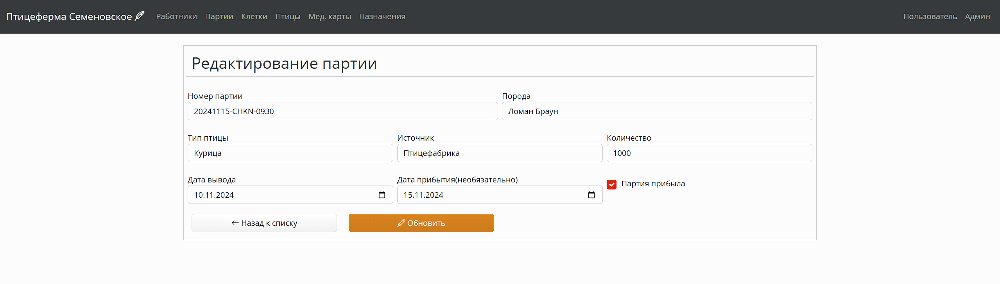 Птицеферма Семеновское Работники Партии Клетки Птицы Мед. карты Назначения Пользователь Админ
Редактирование партии
Номер партии Порода
20241115-CHKN-0930 Ломан Браун
Тип птицы Источник Количество
Курица Птицефабрика 1000
Дата вывода Дата прибытия(необязательно) Партия прибыла
10.11.2024 15.11.2024
Назад к списку Обновить